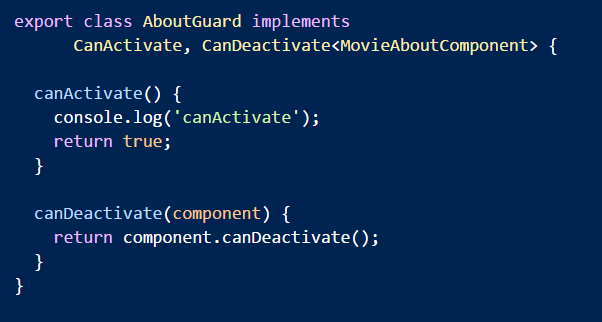 export class AboutGuard implements
CanActivate, CanDeactivate<MovieAboutComponent> {
canActivate() {
console.log('canActivate');
return true;
}
canDeactivate(component) {
return component.canDeactivate();
}
}